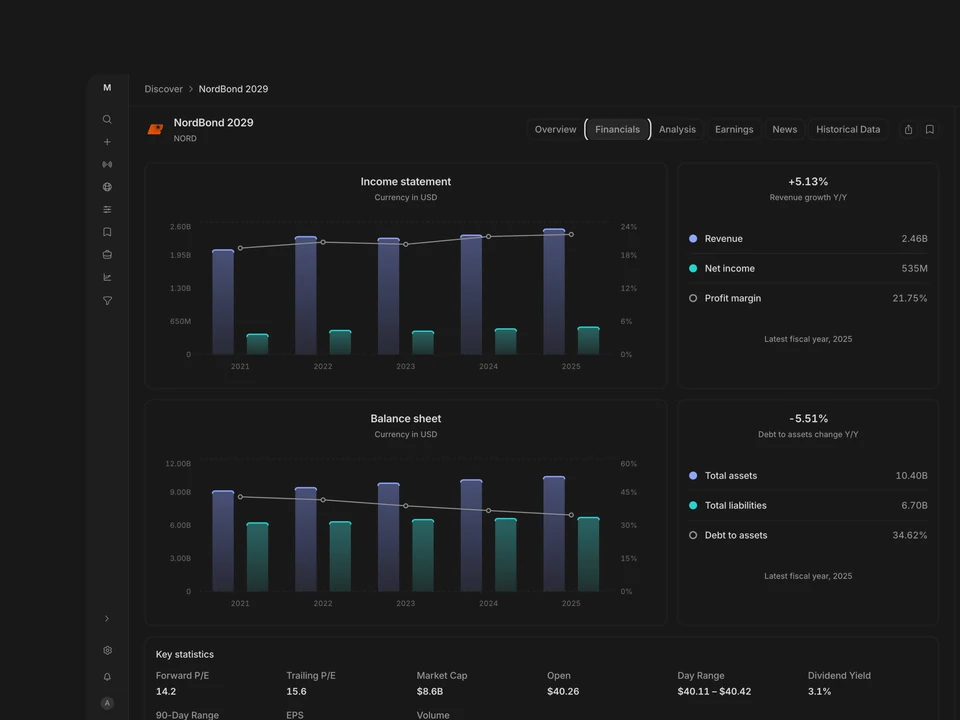 M
Discover > NordBond 2029
NordBond 2029
NORD
Overview Financials Analysis Earnings News Historical Data
Income statement
Currency in USD
2.60B
1.95B
1.30B
650M
0
24%
18%
12%
6%
0%
2021 2022 2023 2024 2025
+5.13%
Revenue growth Y/Y
Revenue 2.46B
Net income 535M
Profit margin 21.75%
Latest fiscal year, 2025
Balance sheet
Currency in USD
12.00B
9.00B
6.00B
3.00B
0
60%
45%
30%
15%
0%
2021 2022 2023 2024 2025
-5.51%
Debt to assets change Y/Y
Total assets 10.40B
Total liabilities 6.70B
Debt to assets 34.62%
Latest fiscal year, 2025
Key statistics
Forward P/E Trailing P/E Market Cap Open Day Range Dividend Yield
14.2 15.6 $8.6B $40.26 $40.11 – $40.42 3.1%
90-Day Range EPS Volume
A